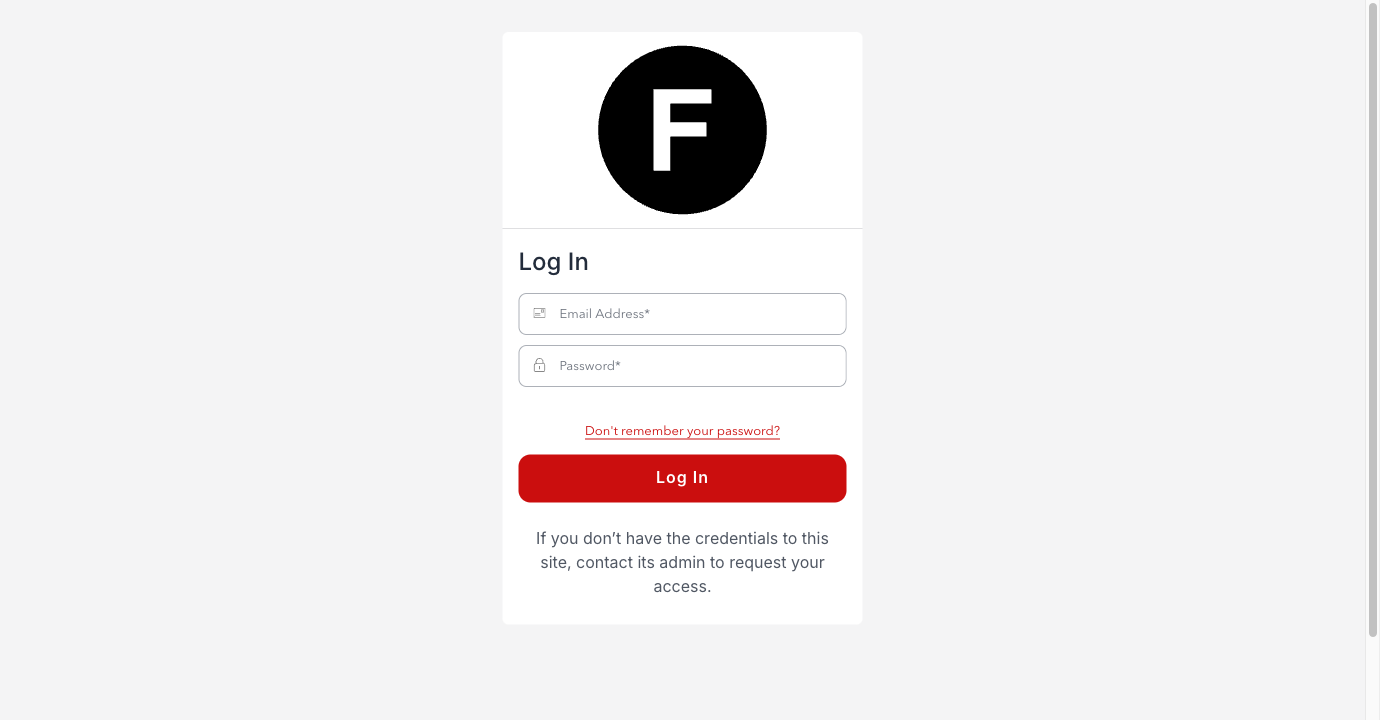 F
Log In
Email Address*
Password*
Don't remember your password?
Log In
If you don’t have the credentials to this
site, contact its admin to request your
access.